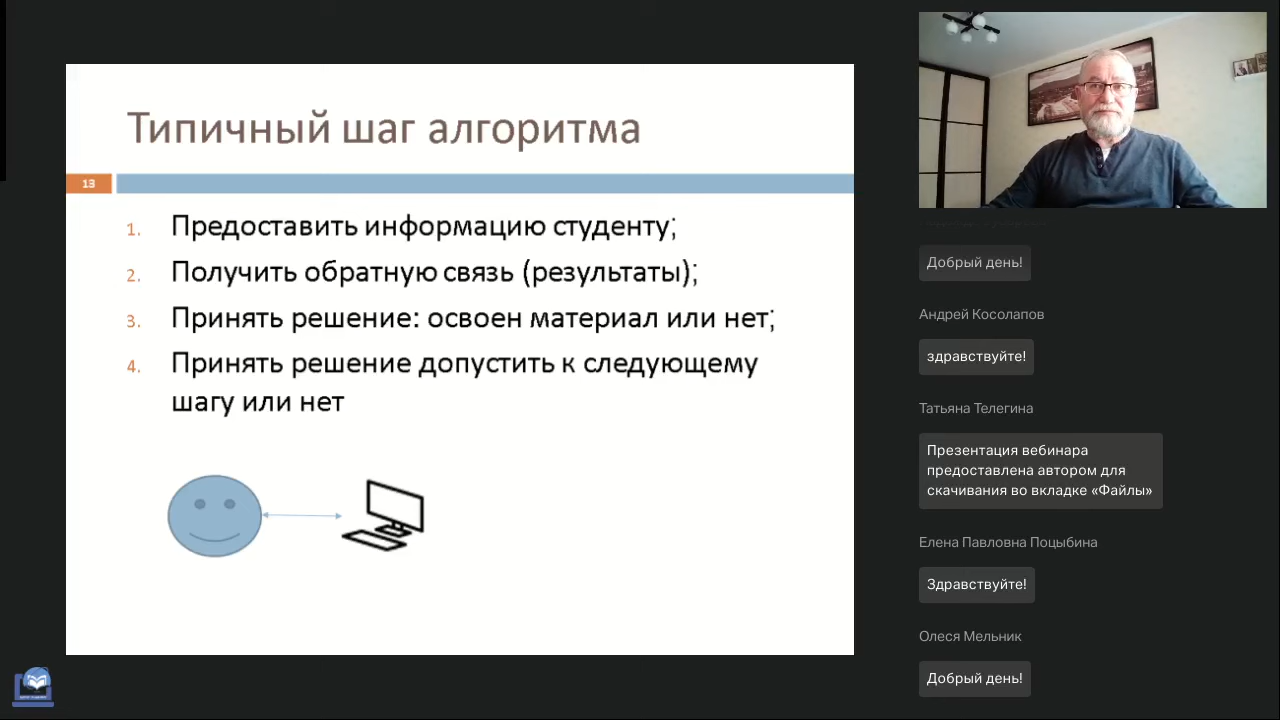 Типичный шаг алгоритма
13
1. Предоставить информацию студенту;
2. Получить обратную связь (результаты);
3. Принять решение: освоен материал или нет;
4. Принять решение допустить к следующему
шагу или нет
Добрый день!
Андрей Косолапов
здравствуйте!
Татьяна Телегина
Презентация вебинара
предоставлена автором для
скачивания во вкладке «Файлы»
Елена Павловна Поцыбина
Здравствуйте!
Олеся Мельник
Добрый день!